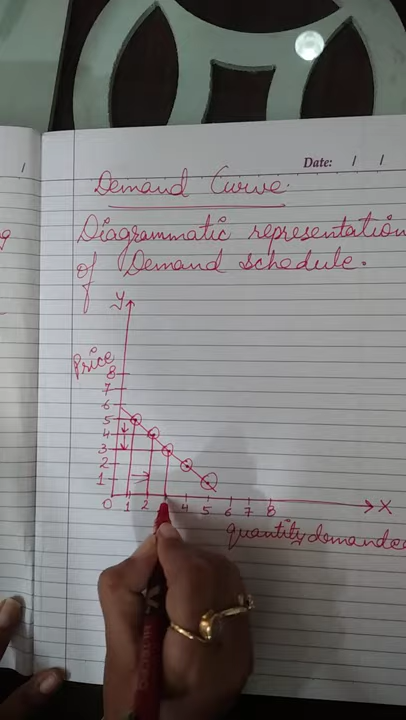 Date: / /
Demand Curve.
Diagrammatic representation
of Demand schedule.
Y
Price
8
7
6
5
4
3
2
1
0 1 2 4 5 6 7 8 X
quantity demanded